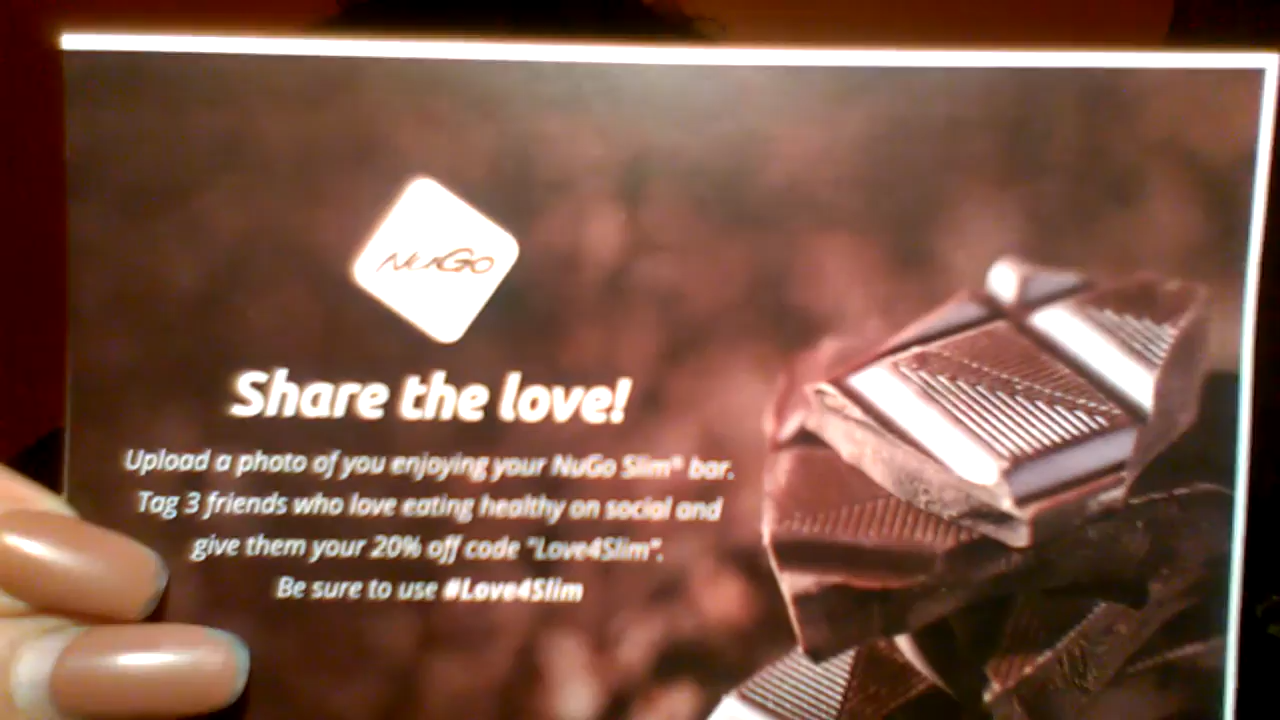 NuGo
Share the love!
Upload a photo of you enjoying your NuGo Slim® bar.
Tag 3 friends who love eating healthy on social and
give them your 20% off code "Love4Slim".
Be sure to use #Love4Slim